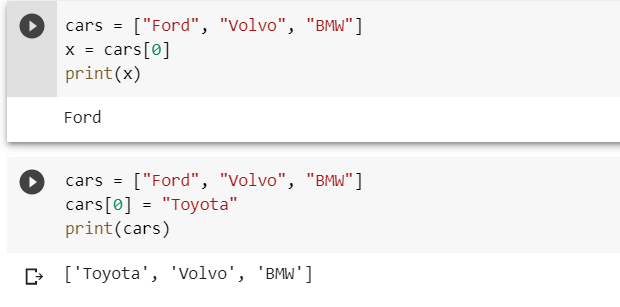 cars = ["Ford", "Volvo", "BMW"]
x = cars[0]
print(x)
Ford
cars = ["Ford", "Volvo", "BMW"]
cars[0] = "Toyota"
print(cars)
['Toyota', 'Volvo', 'BMW']